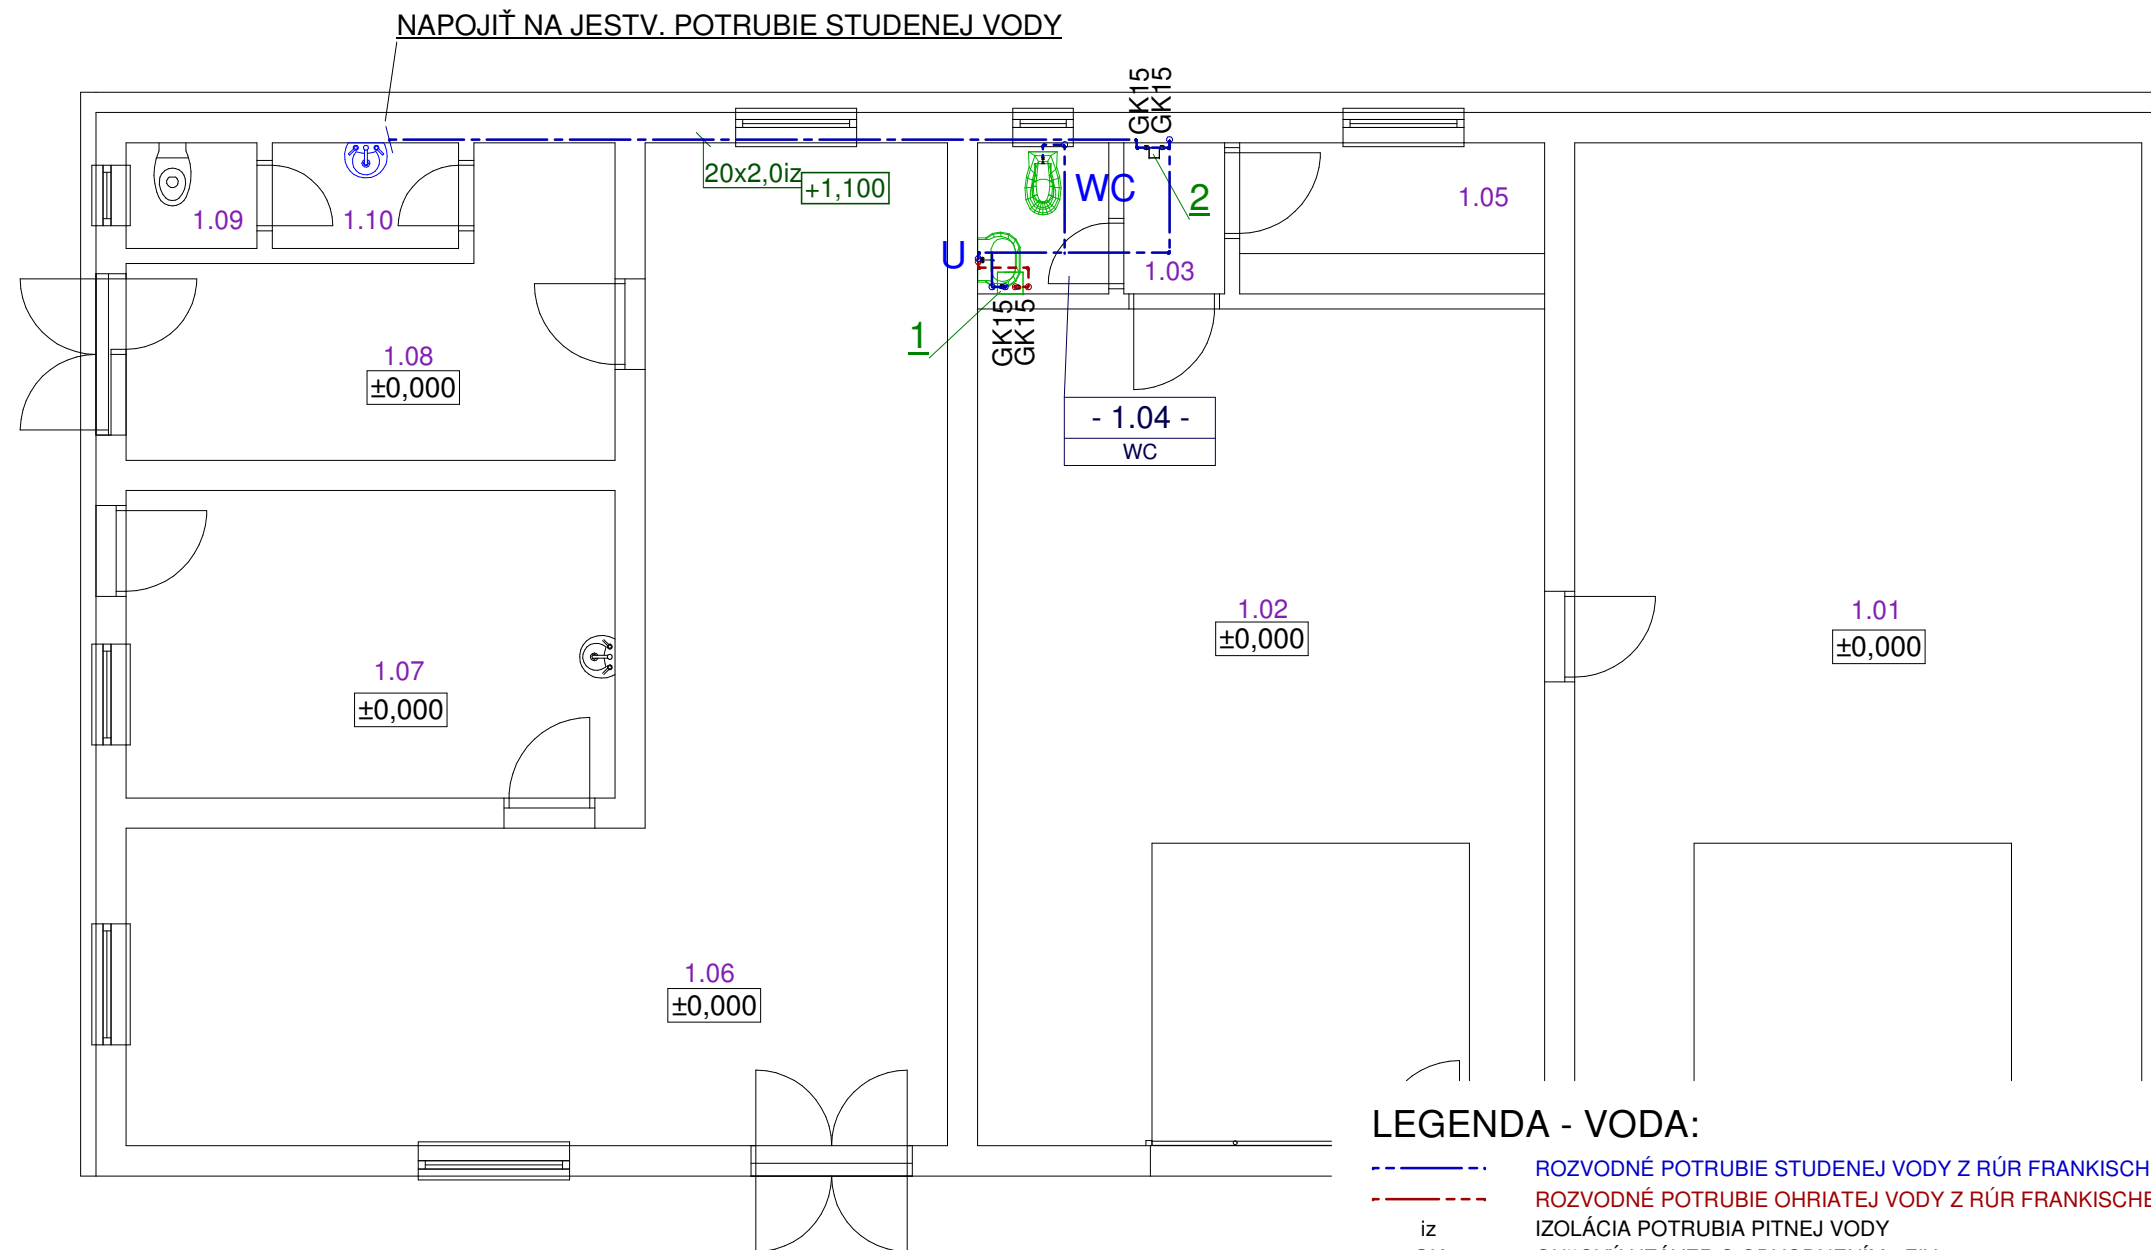 NAPOJIŤ NA JESTV. POTRUBIE STUDENEJ VODY
GK15
GK15
20x2,0iz
+1,100
WC
2
1.05
1.09
1.10
U
1.03
GK15
GK15
1
1.08
±0,000
- 1.04 -
WC
1.02
±0,000
1.01
±0,000
1.07
±0,000
1.06
±0,000
LEGENDA - VODA:
ROZVODNÉ POTRUBIE STUDENEJ VODY Z RÚR FRANKISCH
ROZVODNÉ POTRUBIE OHRIATEJ VODY Z RÚR FRANKISCHE
iz IZOLÁCIA POTRUBIA PITNEJ VODY